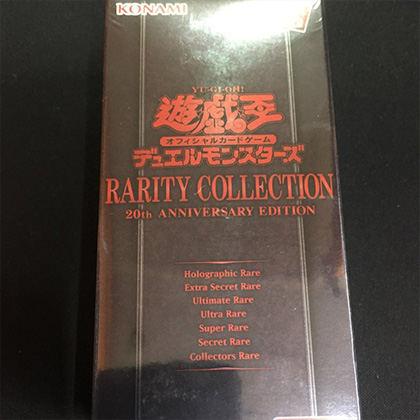 KONAMI
YU-GI-OH!
遊戯王
オフィシャルカードゲーム
デュエルモンスターズ
RARITY COLLECTION
20th ANNIVERSARY EDITION
Holographic Rare
Extra Secret Rare
Ultimate Rare
Ultra Rare
Super Rare
Secret Rare
Collectors Rare